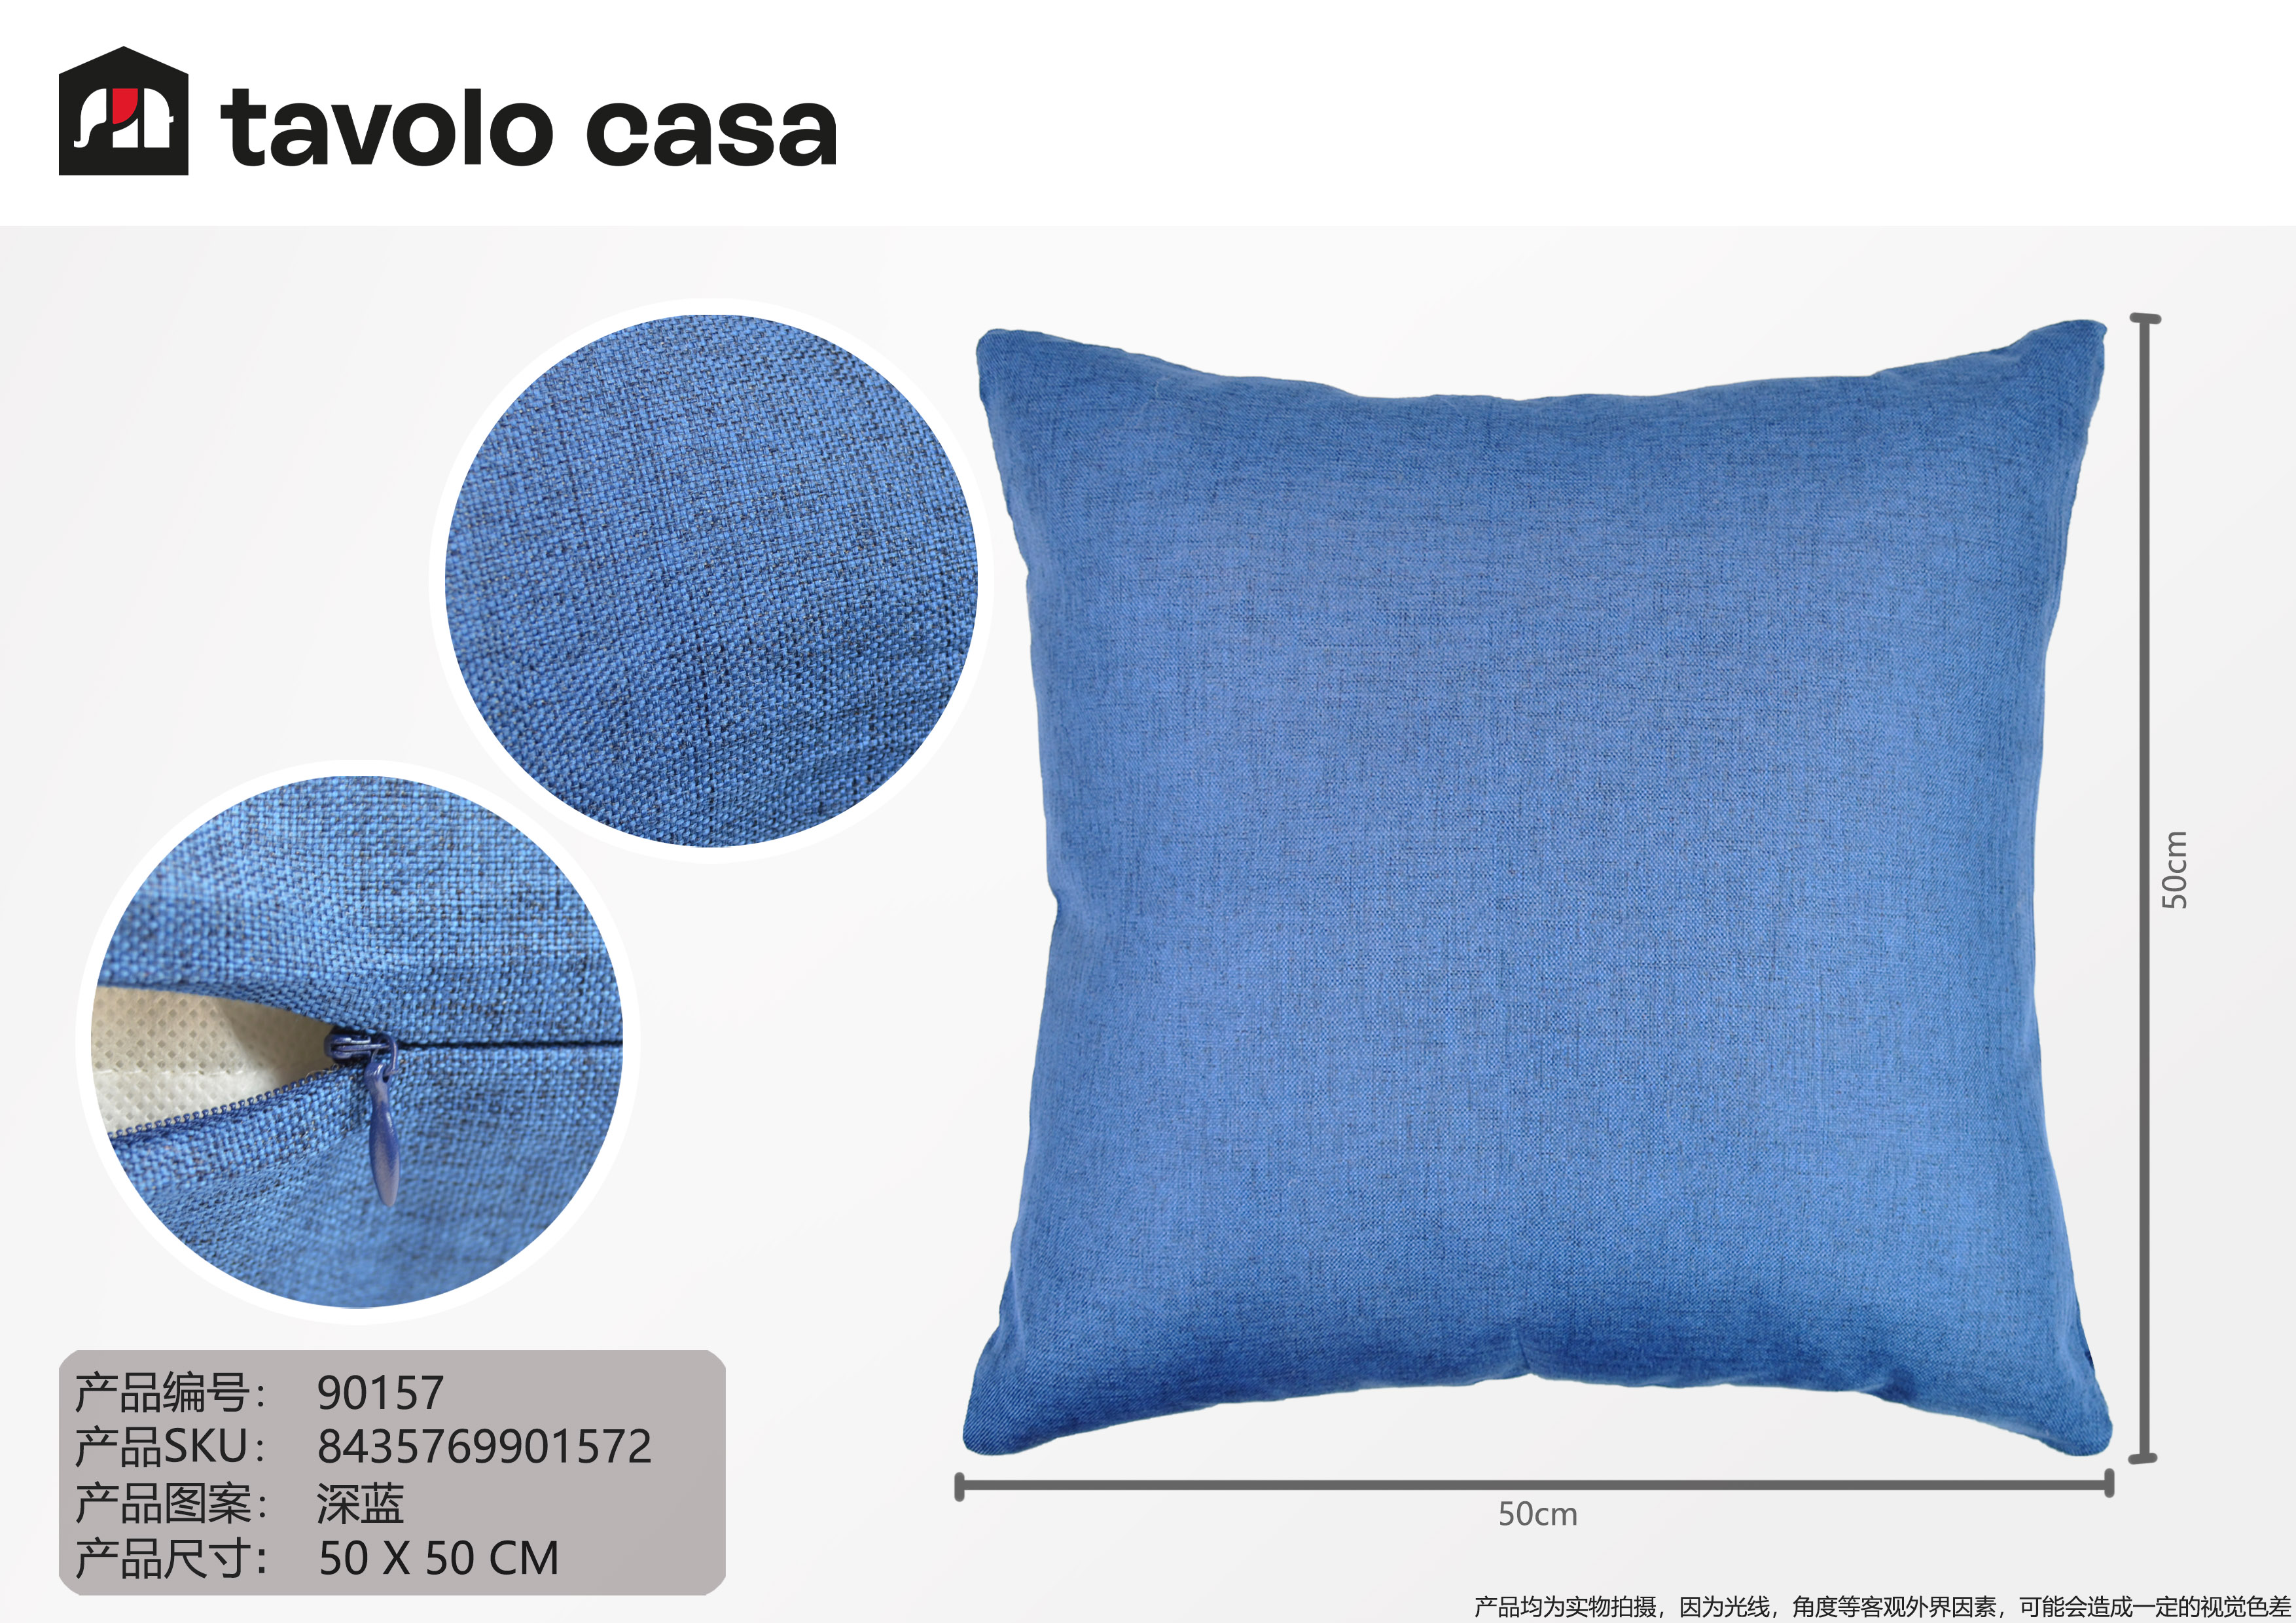 tavolo casa
50cm
50cm
产品编号： 90157
产品SKU： 8435769901572
产品图案： 深蓝
产品尺寸： 50 X 50 CM
产品均为实物拍摄，因为光线，角度等客观外界因素，可能会造成一定的视觉色差